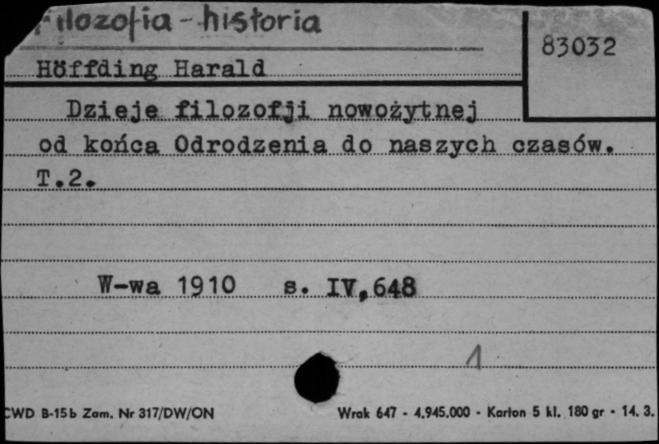 filozofia - historia
83032
Höffding Harald
Dzieje filozofji nowożytnej
od końca Odrodzenia do naszych czasów.
T.2.
W-wa 1910 s. IV,648
1
CWD B-15b Zam. Nr 317/DW/ON Wrak 647 - 4.945.000 - Karton 5 kl. 180 gr - 14. 3.